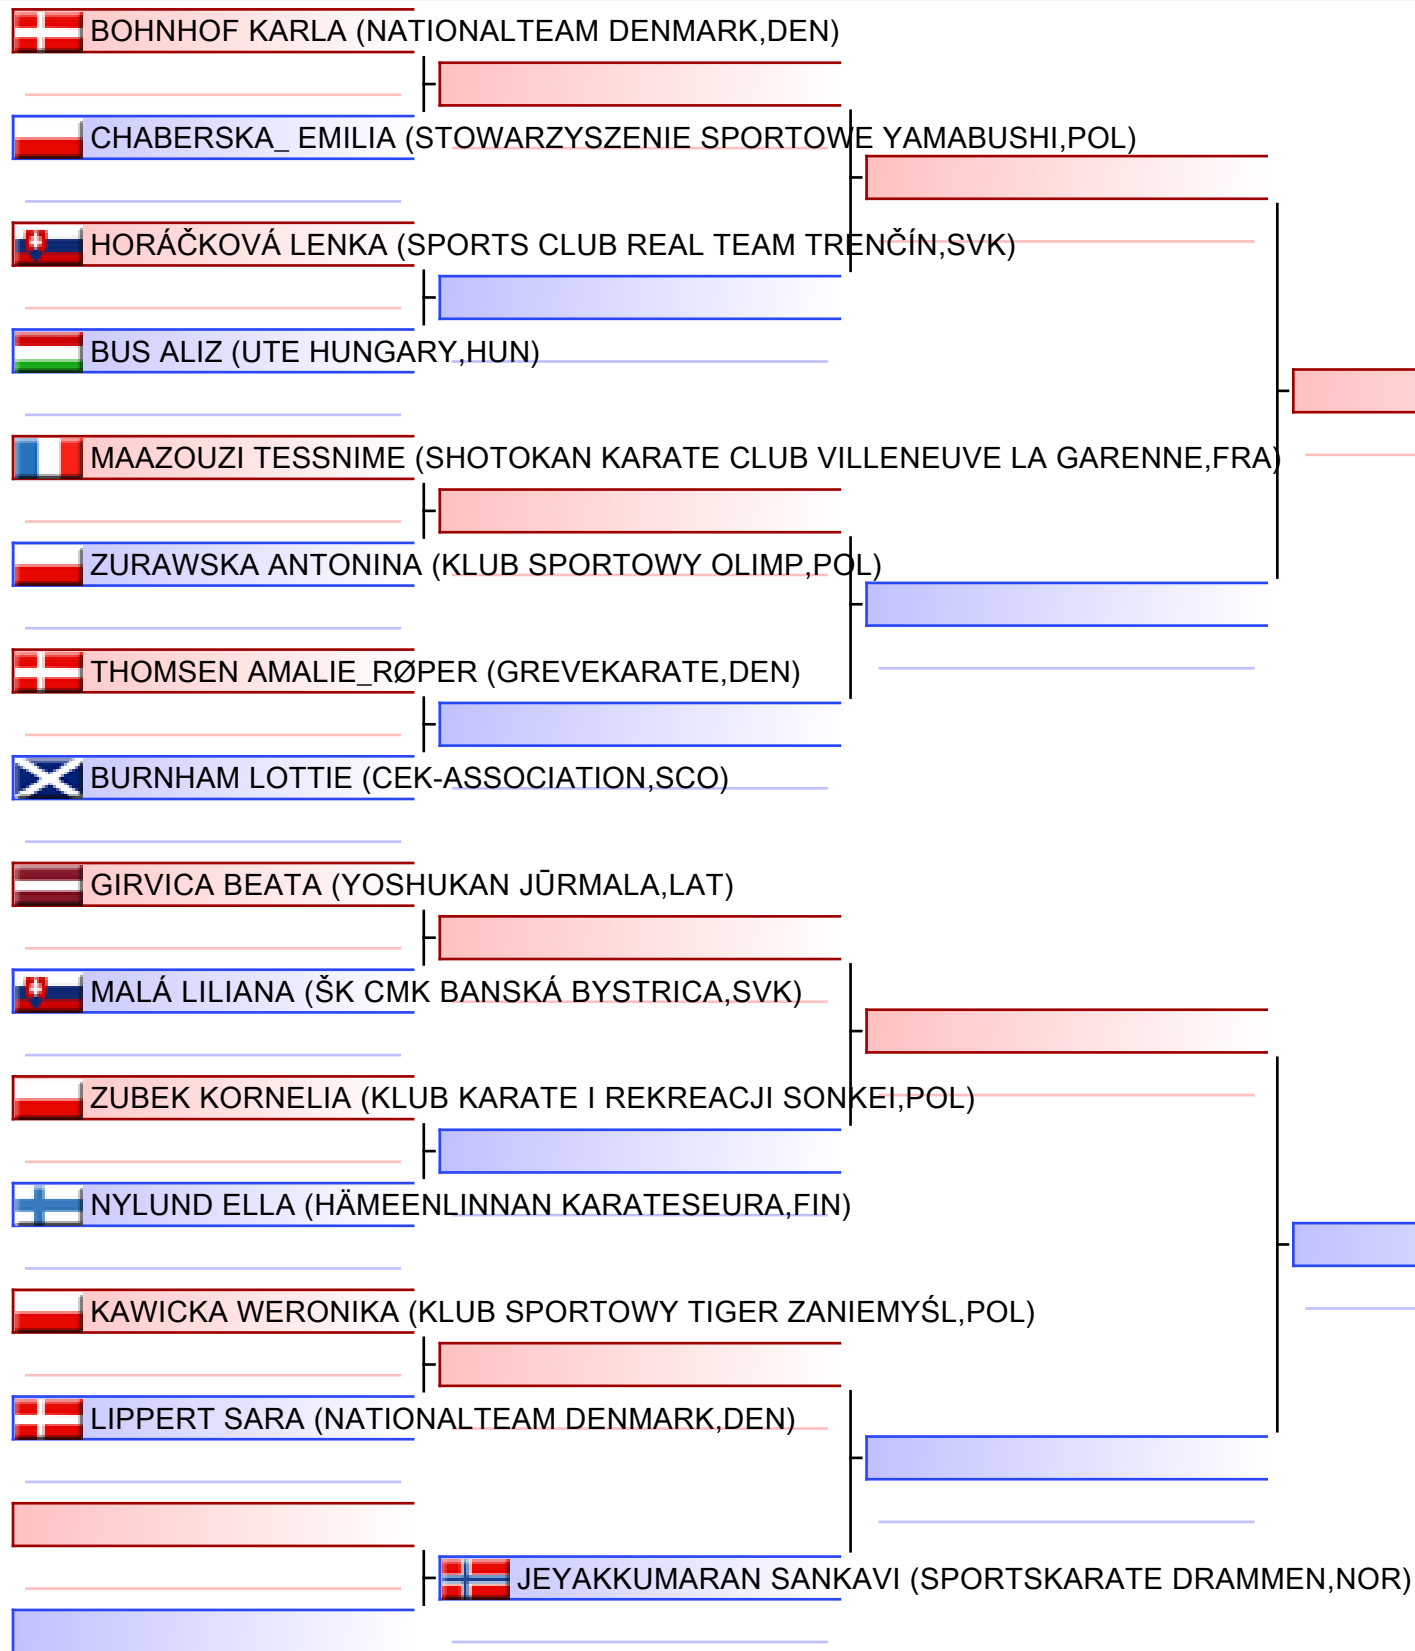 BOHNHOF KARLA (NATIONALTEAM DENMARK,DEN)
CHABERSKA_ EMILIA (STOWARZYSZENIE SPORTOWE YAMABUSHI,POL)
HORÁČKOVÁ LENKA (SPORTS CLUB REAL TEAM TRENČÍN,SVK)
BUS ALIZ (UTE HUNGARY,HUN)
MAAZOUZI TESSNIME (SHOTOKAN KARATE CLUB VILLENEUVE LA GARENNE,FRA)
ZURAWSKA ANTONINA (KLUB SPORTOWY OLIMP,POL)
THOMSEN AMALIE_RØPER (GREVEKARATE,DEN)
BURNHAM LOTTIE (CEK-ASSOCIATION,SCO)
GIRVICA BEATA (YOSHUKAN JŪRMALA,LAT)
MALÁ LILIANA (ŠK CMK BANSKÁ BYSTRICA,SVK)
ZUBEK KORNELIA (KLUB KARATE I REKREACJI SONKEI,POL)
NYLUND ELLA (HÄMEENLINNAN KARATESEURA,FIN)
KAWICKA WERONIKA (KLUB SPORTOWY TIGER ZANIEMYŚL,POL)
LIPPERT SARA (NATIONALTEAM DENMARK,DEN)
JEYAKKUMARAN SANKAVI (SPORTSKARATE DRAMMEN,NOR)